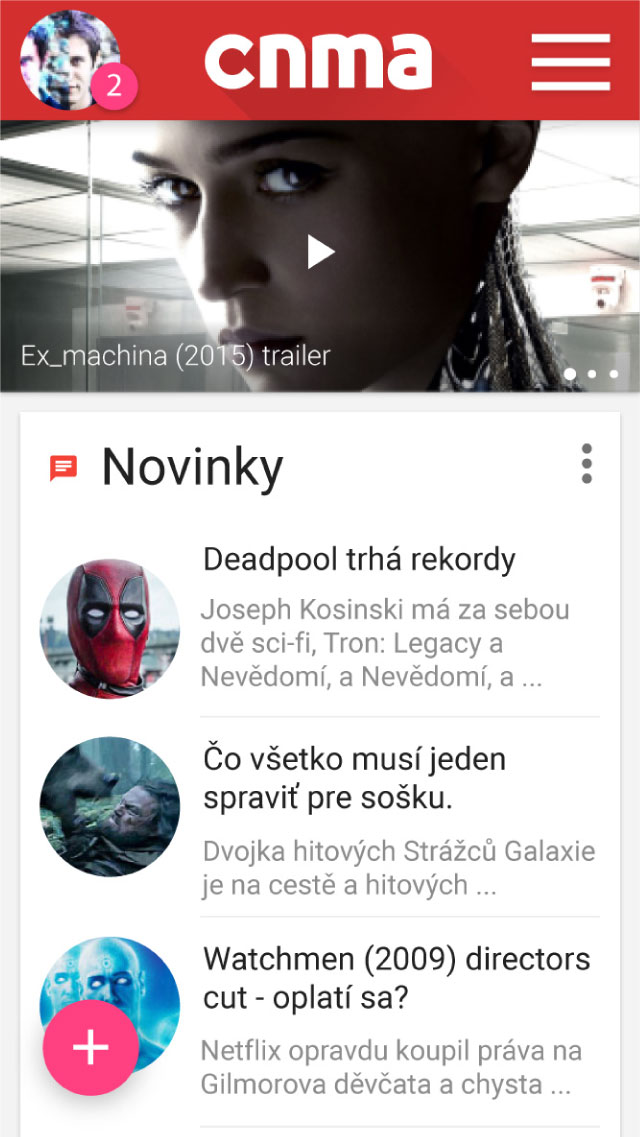 2
cnma
Ex_machina (2015) trailer
Novinky
Deadpool trhá rekordy
Joseph Kosinski má za sebou
dvě sci-fi, Tron: Legacy a
Nevědomí, a Nevědomí, a ...
Čo všetko musí jeden
spraviť pre sošku.
Dvojka hitových Strážců Galaxie
je na cestě a hitových ...
Watchmen (2009) directors
cut - oplatí sa?
Netflix opravdu koupil práva na
Gilmorova děvčata a chysta ...